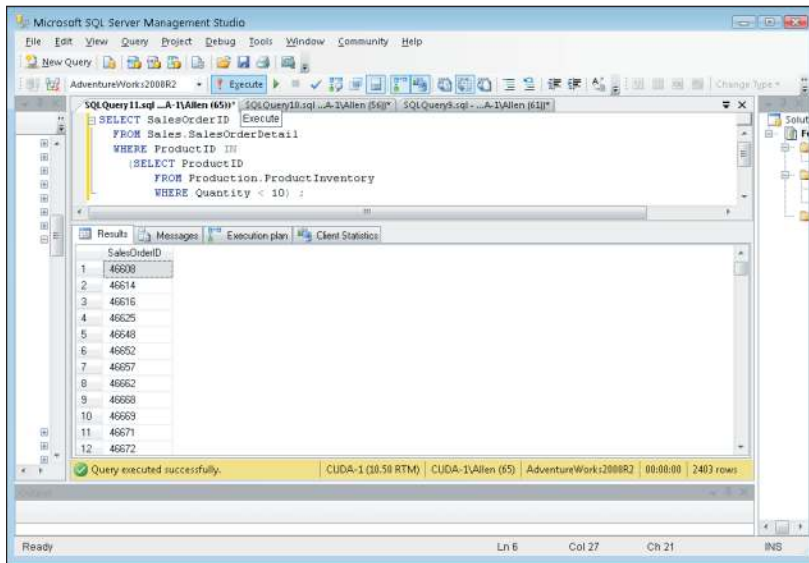 Microsoft SQL Server Management Studio
File Edit View Query Project Debug Tools Window Community Help
New Query
AdventureWorks2008R2 Execute Change Type
SQLQuery11.sql ...A-1\Allen (65))* SQLQuery10.sql ...A-1\Allen (56))* SQLQuery9.sql - ...A-1\Allen (61))*
SELECT SalesOrderID Execute
FROM Sales.SalesOrderDetail
WHERE ProductID IN
(SELECT ProductID
FROM Production.ProductInventory
WHERE Quantity < 10) ;
Solut
Results Messages Execution plan Client Statistics
SalesOrderID
1 46608
2 46614
3 46616
4 46625
5 46648
6 46652
7 46657
8 46662
9 46668
10 46669
11 46671
12 46672
Query executed successfully. CUDA-1 (10.50 RTM) CUDA-1\Allen (65) AdventureWorks2008R2 00:00:00 2403 rows
Ready Ln 6 Col 27 Ch 21 INS